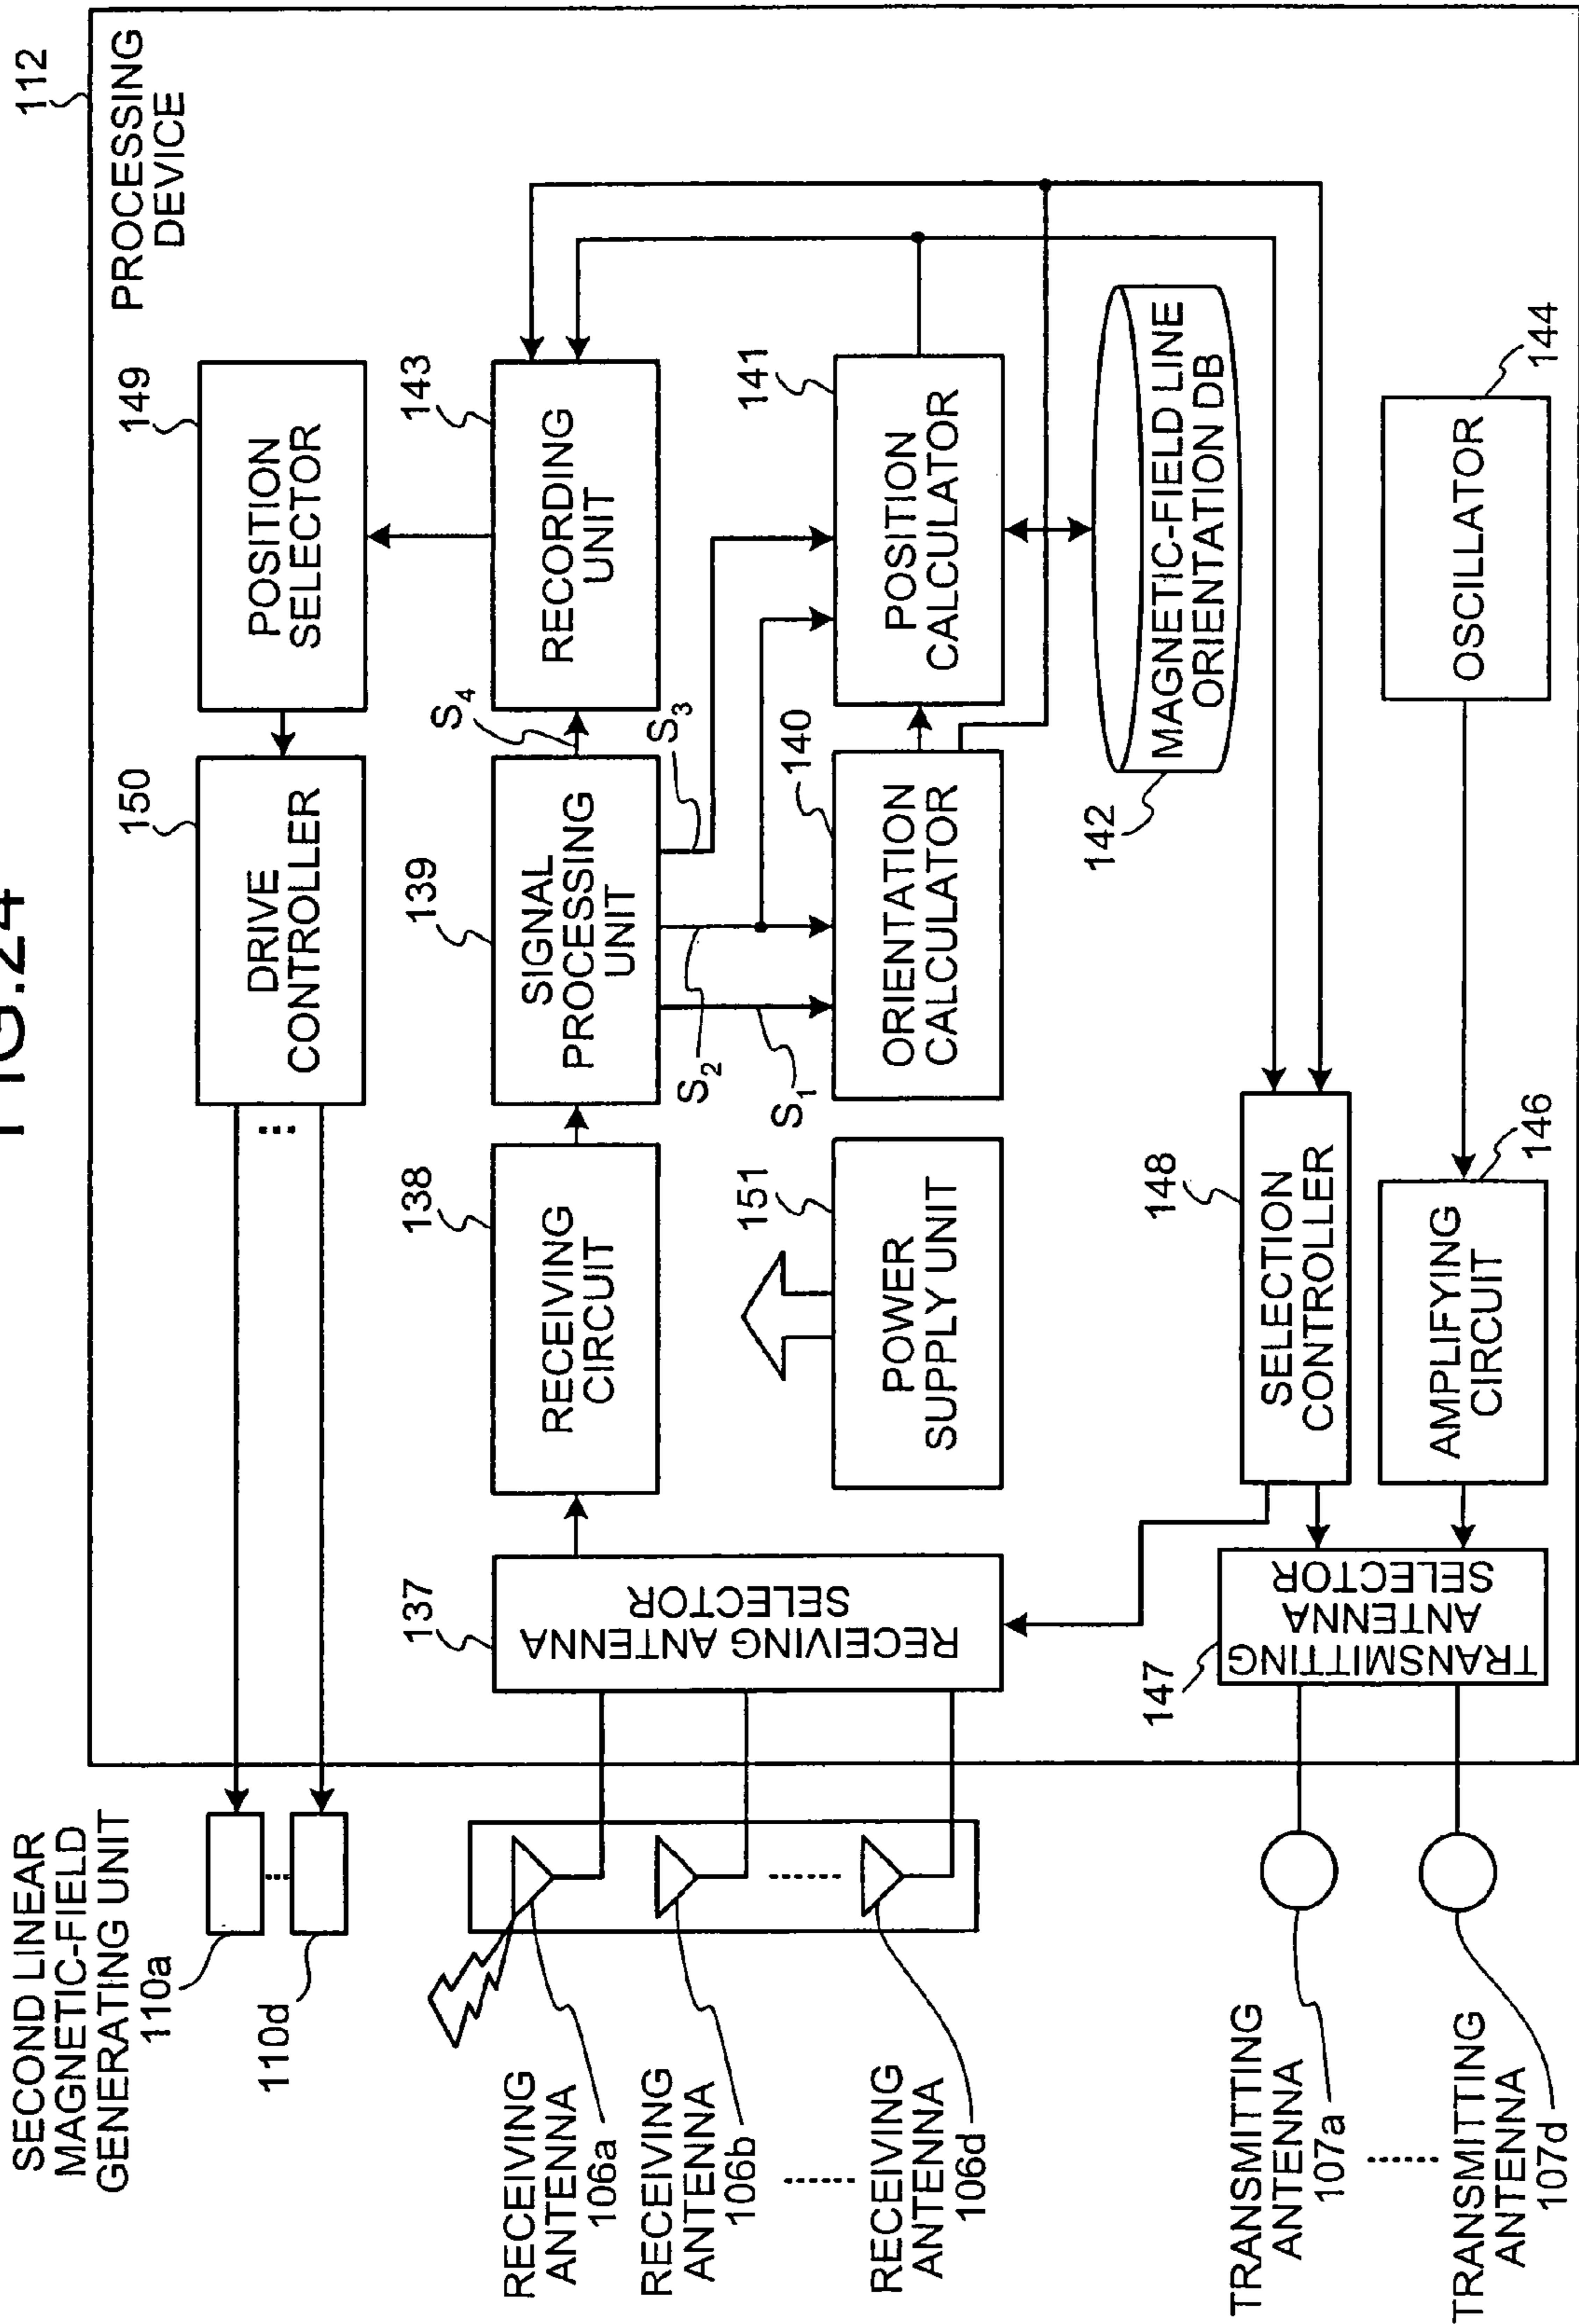 FIG.24
112
PROCESSING
DEVICE
SECOND LINEAR
MAGNETIC-FIELD
GENERATING UNIT
110a
110d
150
DRIVE
CONTROLLER
149
POSITION
SELECTOR
RECEIVING
ANTENNA
106a
RECEIVING
ANTENNA
106b
RECEIVING
ANTENNA
106d
137
RECEIVING ANTENNA
SELECTOR
138
RECEIVING
CIRCUIT
139
SIGNAL
PROCESSING
UNIT
S4
143
RECORDING
UNIT
S3
S2
S1
151
POWER
SUPPLY UNIT
140
ORIENTATION
CALCULATOR
141
POSITION
CALCULATOR
142
MAGNETIC-FIELD LINE
ORIENTATION DB
TRANSMITTING
ANTENNA
107a
TRANSMITTING
ANTENNA
107d
147
TRANSMITTING
ANTENNA
SELECTOR
148
SELECTION
CONTROLLER
146
AMPLIFYING
CIRCUIT
144
OSCILLATOR